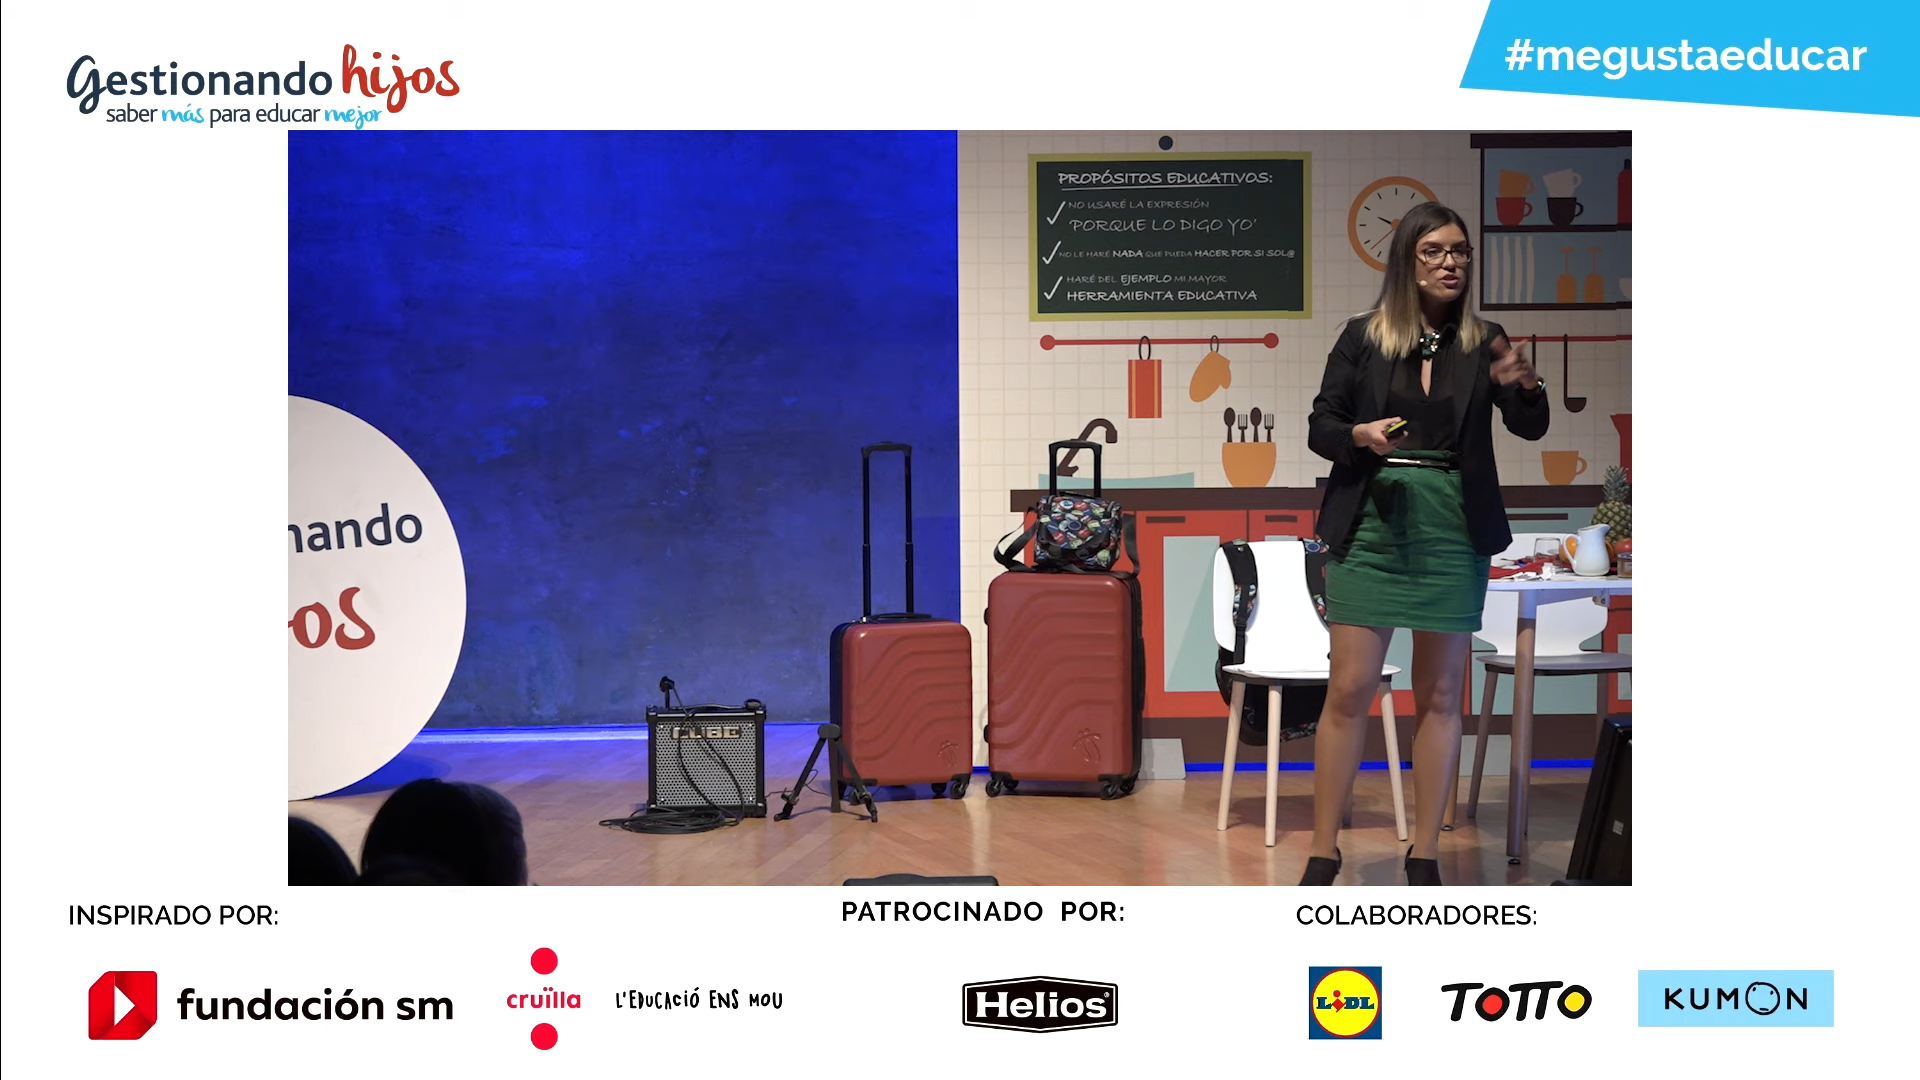 Gestionando hijos
saber más para educar mejor
#megustaeducar
PROPÓSITOS EDUCATIVOS:
NO USARÉ LA EXPRESIÓN
'PORQUE LO DIGO YO'
NO LE HARÉ NADA QUE PUEDA HACER POR SI SOL@
HARÉ DEL EJEMPLO MI MAYOR
HERRAMIENTA EDUCATIVA
nando
os
CUBE
INSPIRADO POR:
PATROCINADO POR:
COLABORADORES:
fundación sm
cruïlla
L'EDUCACIÓ ENS MOU
Helios
LIDL
TOTTO
KUMON